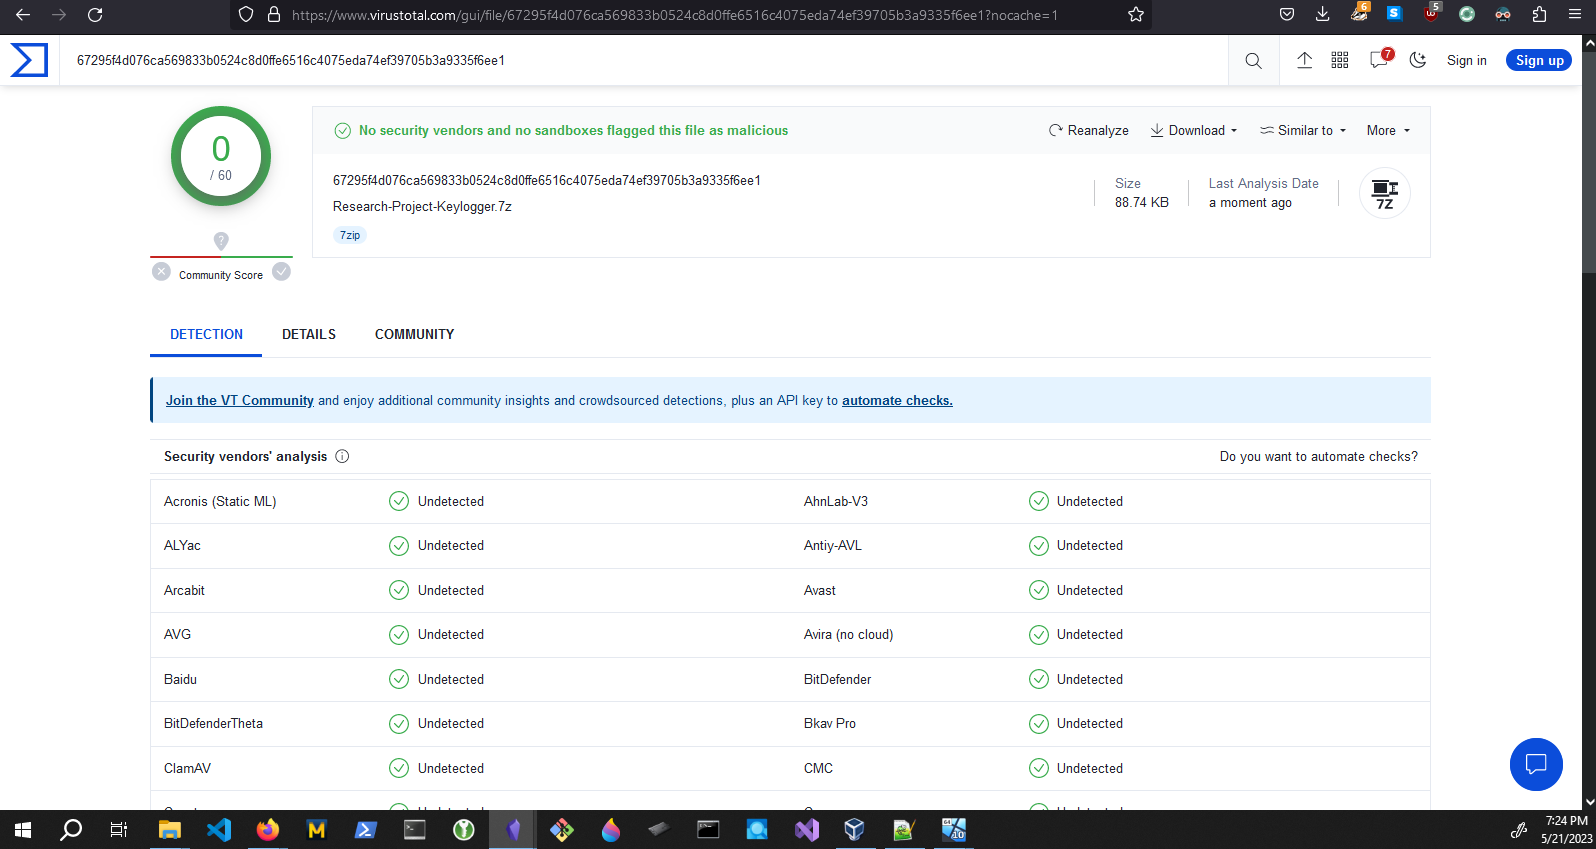 https://www.virustotal.com/gui/file/67295f4d076ca569833b0524c8d0ffe6516c4075eda74ef39705b3a9335f6ee1?nocache=1
6
S
5
67295f4d076ca569833b0524c8d0ffe6516c4075eda74ef39705b3a9335f6ee1
7
Sign in
Sign up
0
/ 60
No security vendors and no sandboxes flagged this file as malicious
Reanalyze
Download
Similar to
More
67295f4d076ca569833b0524c8d0ffe6516c4075eda74ef39705b3a9335f6ee1
Research-Project-Keylogger.7z
7zip
Size
88.74 KB
Last Analysis Date
a moment ago
7Z
?
Community Score
DETECTION
DETAILS
COMMUNITY
Join the VT Community and enjoy additional community insights and crowdsourced detections, plus an API key to automate checks.
Security vendors' analysis
Do you want to automate checks?
Acronis (Static ML) Undetected AhnLab-V3 Undetected
ALYac Undetected Antiy-AVL Undetected
Arcabit Undetected Avast Undetected
AVG Undetected Avira (no cloud) Undetected
Baidu Undetected BitDefender Undetected
BitDefenderTheta Undetected Bkav Pro Undetected
ClamAV Undetected CMC Undetected
M
64
10
7:24 PM
5/21/2023